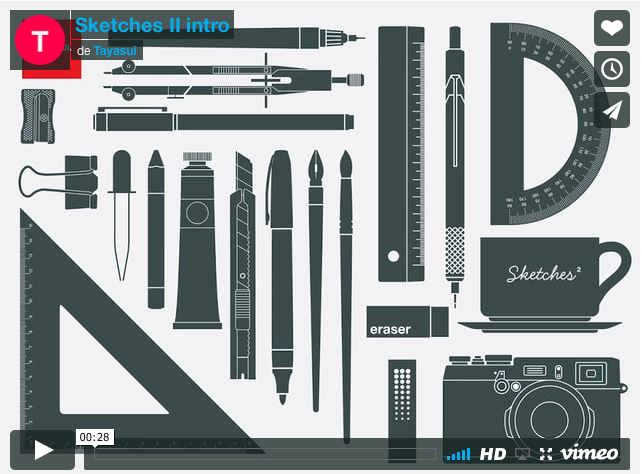 Sketches II intro
T
de Tayasui
Sketches²
eraser
00:28
HD
vimeo